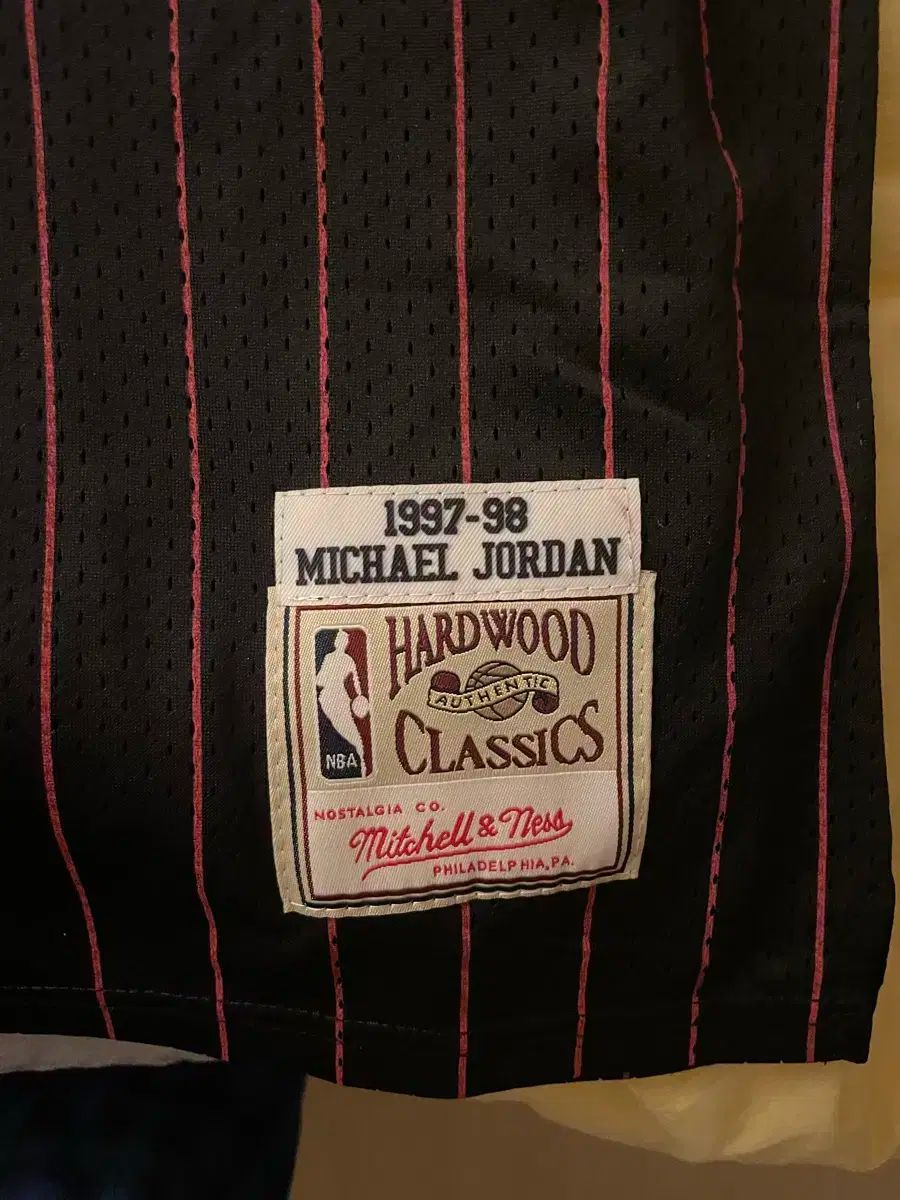 1997-98
MICHAEL JORDAN
HARDWOOD
AUTHENTIC
CLASSICS
NBA
NOSTALGIA CO.
Mitchell & Ness
PHILADELPHIA, PA.